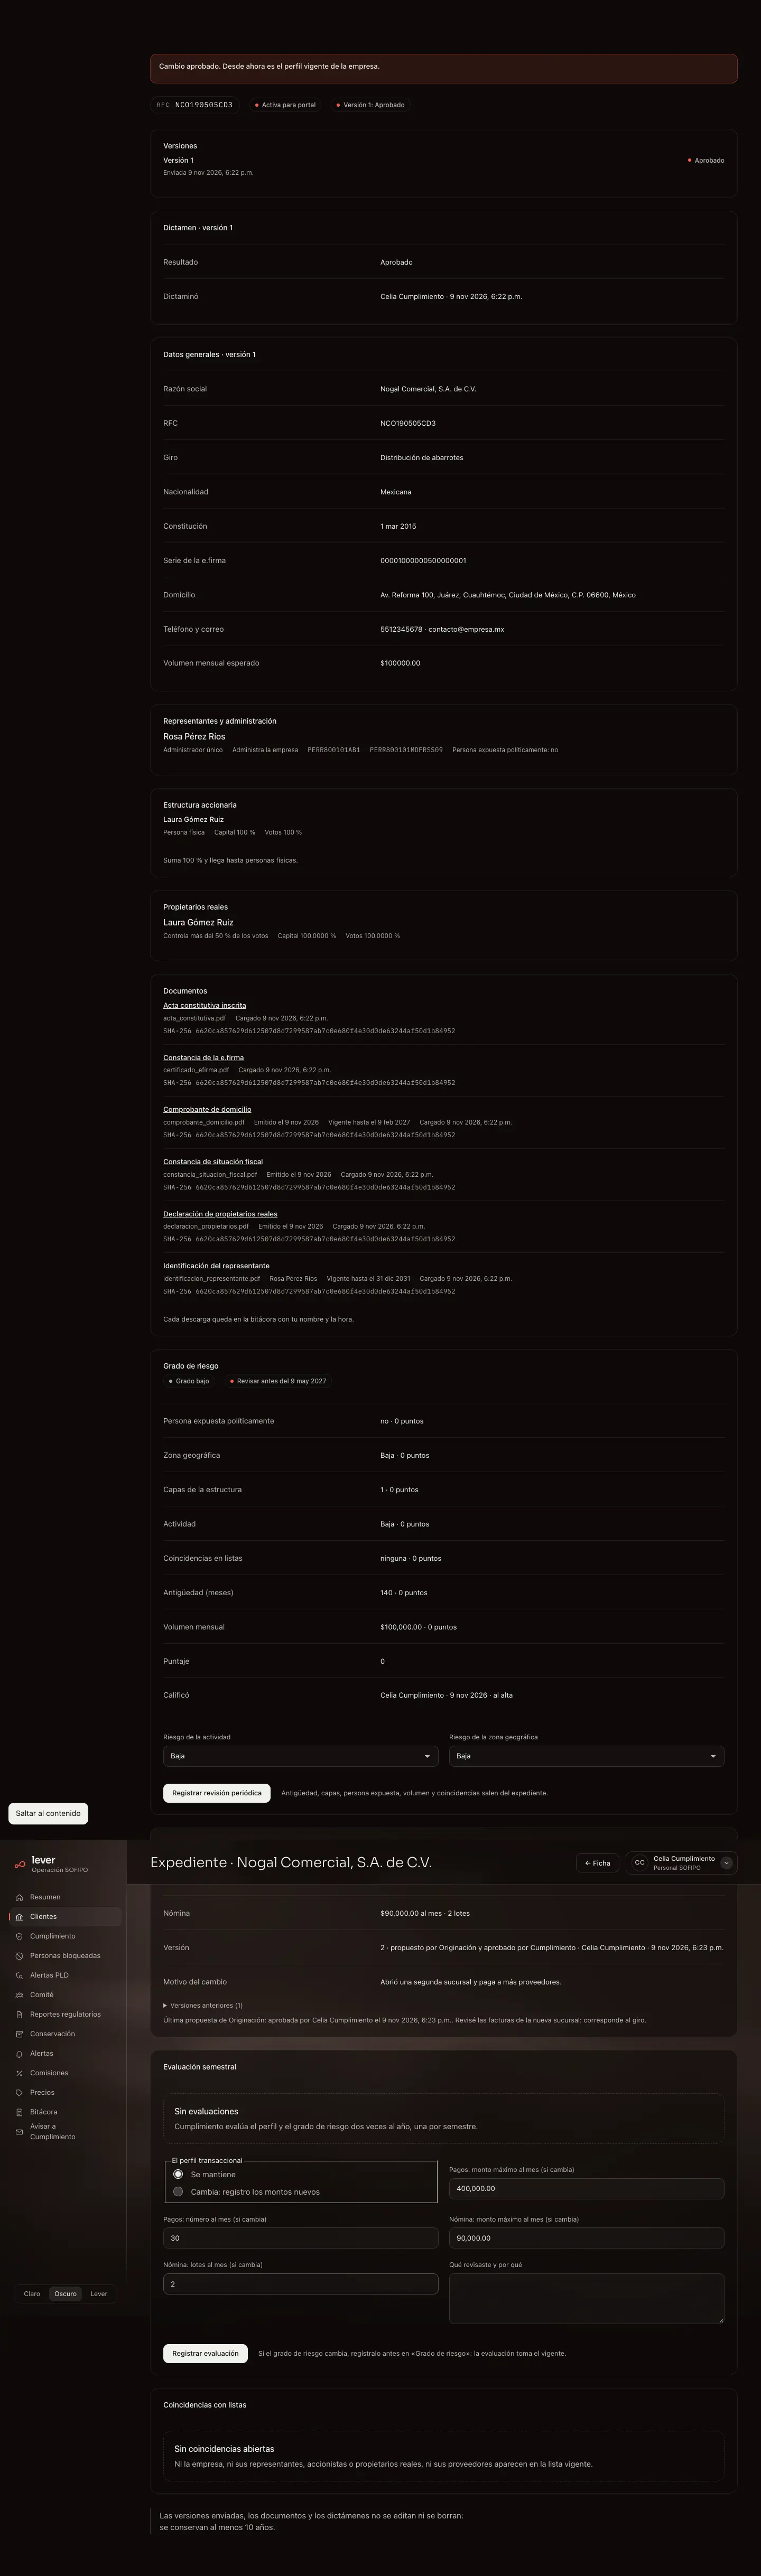 Cambio aprobado. Desde ahora es el perfil vigente de la empresa.
RFC NCO190505CD3
Activa para portal
Versión 1: Aprobado
Versiones
Versión 1
Aprobado
Enviada 9 nov 2026, 6:22 p.m.
Dictamen · versión 1
Resultado Aprobado
Dictaminó Celia Cumplimiento · 9 nov 2026, 6:22 p.m.
Datos generales · versión 1
Razón social Nogal Comercial, S.A. de C.V.
RFC NCO190505CD3
Giro Distribución de abarrotes
Nacionalidad Mexicana
Constitución 1 mar 2015
Serie de la e.firma 00001000000500000001
Domicilio Av. Reforma 100, Juárez, Cuauhtémoc, Ciudad de México, C.P. 06600, México
Teléfono y correo 5512345678 · contacto@empresa.mx
Volumen mensual esperado $100000.00
Representantes y administración
Rosa Pérez Ríos
Administrador único Administra la empresa PERR800101AB1 PERR800101MDFRSS09 Persona expuesta políticamente: no
Estructura accionaria
Laura Gómez Ruiz
Persona física Capital 100 % Votos 100 %
Suma 100 % y llega hasta personas físicas.
Propietarios reales
Laura Gómez Ruiz
Controla más del 50 % de los votos Capital 100.0000 % Votos 100.0000 %
Documentos
Acta constitutiva inscrita
acta_constitutiva.pdf Cargado 9 nov 2026, 6:22 p.m.
SHA-256 6620ca857629d612507d8d7299587ab7c0e680f4e30d0de63244af50d1b84952
Constancia de la e.firma
certificado_efirma.pdf Cargado 9 nov 2026, 6:22 p.m.
SHA-256 6620ca857629d612507d8d7299587ab7c0e680f4e30d0de63244af50d1b84952
Comprobante de domicilio
comprobante_domicilio.pdf Emitido el 9 nov 2026 Vigente hasta el 9 feb 2027 Cargado 9 nov 2026, 6:22 p.m.
SHA-256 6620ca857629d612507d8d7299587ab7c0e680f4e30d0de63244af50d1b84952
Constancia de situación fiscal
constancia_situacion_fiscal.pdf Emitido el 9 nov 2026 Cargado 9 nov 2026, 6:22 p.m.
SHA-256 6620ca857629d612507d8d7299587ab7c0e680f4e30d0de63244af50d1b84952
Declaración de propietarios reales
declaracion_propietarios.pdf Emitido el 9 nov 2026 Cargado 9 nov 2026, 6:22 p.m.
SHA-256 6620ca857629d612507d8d7299587ab7c0e680f4e30d0de63244af50d1b84952
Identificación del representante
identificacion_representante.pdf Rosa Pérez Ríos Vigente hasta el 31 dic 2031 Cargado 9 nov 2026, 6:22 p.m.
SHA-256 6620ca857629d612507d8d7299587ab7c0e680f4e30d0de63244af50d1b84952
Cada descarga queda en la bitácora con tu nombre y la hora.
Grado de riesgo
Grado bajo
Revisar antes del 9 may 2027
Persona expuesta políticamente no · 0 puntos
Zona geográfica Baja · 0 puntos
Capas de la estructura 1 · 0 puntos
Actividad Baja · 0 puntos
Coincidencias en listas ninguna · 0 puntos
Antigüedad (meses) 140 · 0 puntos
Volumen mensual $100,000.00 · 0 puntos
Puntaje 0
Calificó Celia Cumplimiento · 9 nov 2026 · al alta
Riesgo de la actividad
Baja
Riesgo de la zona geográfica
Baja
Registrar revisión periódica
Antigüedad, capas, persona expuesta, volumen y coincidencias salen del expediente.
Saltar al contenido
lever
Operación SOFIPO
Resumen
Clientes
Cumplimiento
Personas bloqueadas
Alertas PLD
Comité
Reportes regulatorios
Conservación
Alertas
Comisiones
Precios
Bitácora
Avisar a
Cumplimiento
Claro
Oscuro
Lever
Expediente · Nogal Comercial, S.A. de C.V.
← Ficha
CC
Celia Cumplimiento
Personal SOFIPO
Nómina $90,000.00 al mes · 2 lotes
Versión 2 · propuesto por Originación y aprobado por Cumplimiento · Celia Cumplimiento · 9 nov 2026, 6:23 p.m.
Motivo del cambio Abrió una segunda sucursal y paga a más proveedores.
Versiones anteriores (1)
Última propuesta de Originación: aprobada por Celia Cumplimiento el 9 nov 2026, 6:23 p.m.. Revisé las facturas de la nueva sucursal: corresponde al giro.
Evaluación semestral
Sin evaluaciones
Cumplimiento evalúa el perfil y el grado de riesgo dos veces al año, una por semestre.
El perfil transaccional
Se mantiene
Cambia: registro los montos nuevos
Pagos: monto máximo al mes (si cambia)
400,000.00
Pagos: número al mes (si cambia)
30
Nómina: monto máximo al mes (si cambia)
90,000.00
Nómina: lotes al mes (si cambia)
2
Qué revisaste y por qué
Registrar evaluación
Si el grado de riesgo cambia, regístralo antes en «Grado de riesgo»: la evaluación toma el vigente.
Coincidencias con listas
Sin coincidencias abiertas
Ni la empresa, ni sus representantes, accionistas o propietarios reales, ni sus proveedores aparecen en la lista vigente.
Las versiones enviadas, los documentos y los dictámenes no se editan ni se borran:
se conservan al menos 10 años.